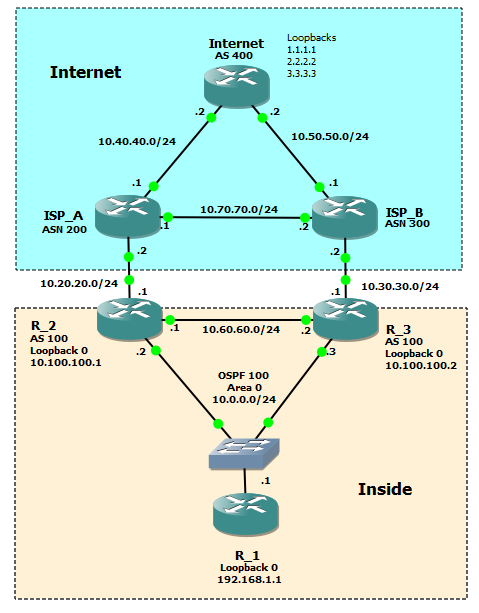 Internet
AS 400
Loopbacks
1.1.1.1
2.2.2.2
3.3.3.3
Internet
.2
.2
10.40.40.0/24
10.50.50.0/24
.1
.1
ISP_A
ASN 200
10.70.70.0/24
.1
.2
ISP_B
ASN 300
.2
.2
10.20.20.0/24
10.30.30.0/24
.1
.1
R_2
AS 100
Loopback 0
10.100.100.1
.1
10.60.60.0/24
.2
R_3
AS 100
Loopback 0
10.100.100.2
.2
.3
OSPF 100
Area 0
10.0.0.0/24
.1
Inside
R_1
Loopback 0
192.168.1.1